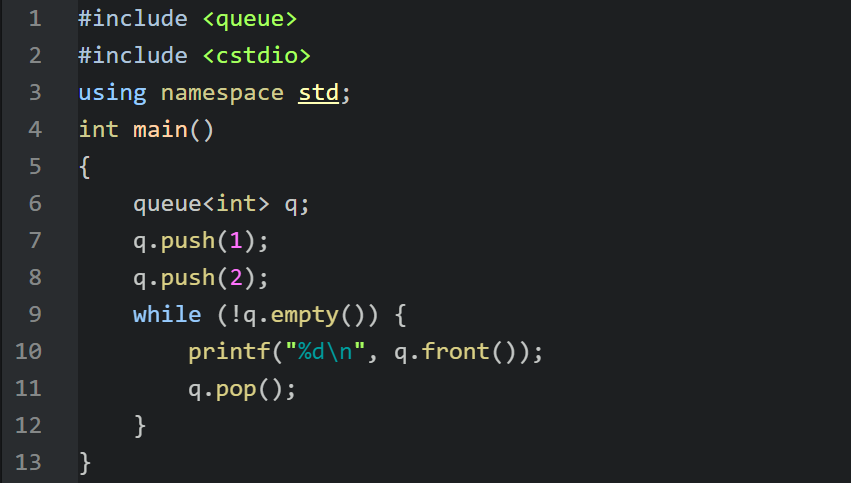 1 #include <queue>
2 #include <cstdio>
3 using namespace std;
4 int main()
5 {
6     queue<int> q;
7     q.push(1);
8     q.push(2);
9     while (!q.empty()) {
10         printf("%d\n", q.front());
11         q.pop();
12     }
13 }